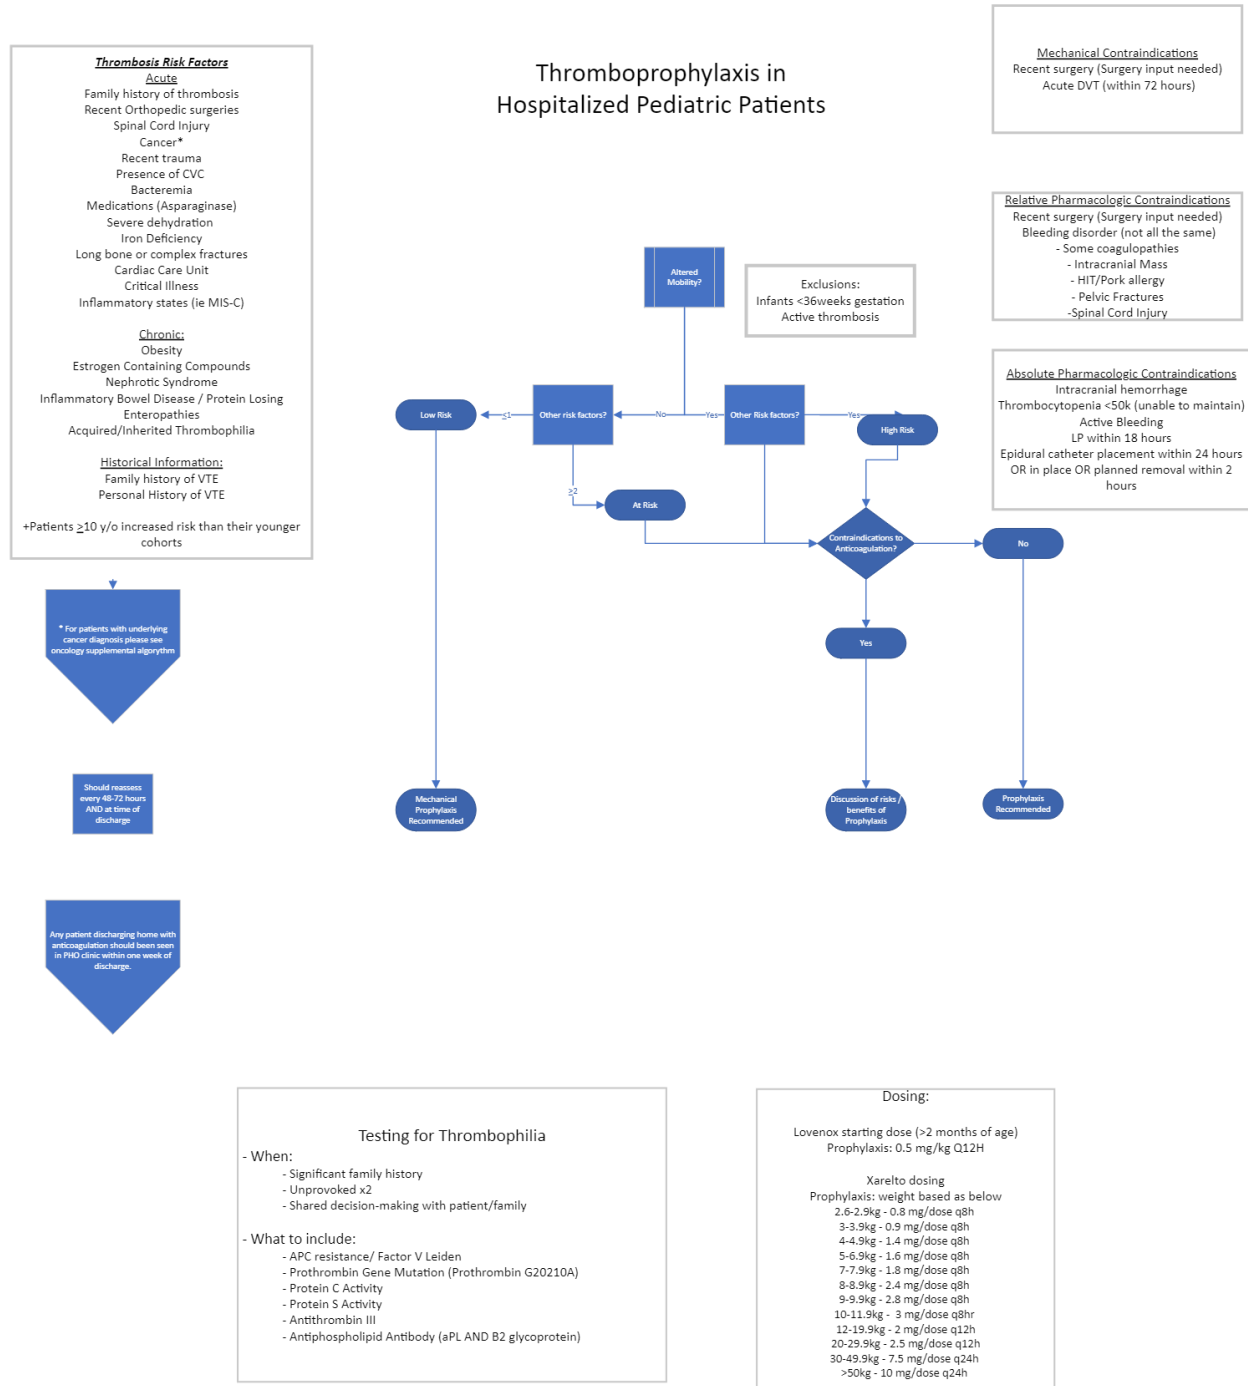 Thromboprophylaxis in
Hospitalized Pediatric Patients
Thrombosis Risk Factors
Acute
Family history of thrombosis
Recent Orthopedic surgeries
Spinal Cord Injury
Cancer*
Recent trauma
Presence of CVC
Bacteremia
Medications (Asparaginase)
Severe dehydration
Iron Deficiency
Long bone or complex fractures
Cardiac Care Unit
Critical Illness
Inflammatory states (ie MIS-C)
Chronic:
Obesity
Estrogen Containing Compounds
Nephrotic Syndrome
Inflammatory Bowel Disease / Protein Losing
Enteropathies
Acquired/Inherited Thrombophilia
Historical Information:
Family history of VTE
Personal History of VTE
+Patients ≥10 y/o increased risk than their younger
cohorts
* For patients with underlying
cancer diagnosis please see
oncology supplemental algorythm
Should reassess
every 48-72 hours
AND at time of
discharge
Any patient discharging home with
anticoagulation should been seen
in PHO clinic within one week of
discharge.
Mechanical Contraindications
Recent surgery (Surgery input needed)
Acute DVT (within 72 hours)
Relative Pharmacologic Contraindications
Recent surgery (Surgery input needed)
Bleeding disorder (not all the same)
- Some coagulopathies
- Intracranial Mass
- HIT/Pork allergy
- Pelvic Fractures
-Spinal Cord Injury
Absolute Pharmacologic Contraindications
Intracranial hemorrhage
Thrombocytopenia <50k (unable to maintain)
Active Bleeding
LP within 18 hours
Epidural catheter placement within 24 hours
OR in place OR planned removal within 2
hours
Altered
Mobility?
Exclusions:
Infants <36weeks gestation
Active thrombosis
Low Risk
≤1
Other risk factors?
No
Yes
Other Risk factors?
Yes
High Risk
≥2
At Risk
Contraindications to
Anticoagulation?
No
Yes
Mechanical
Prophylaxis
Recommended
Discussion of risks /
benefits of
Prophylaxis
Prophylaxis
Recommended
Testing for Thrombophilia
- When:
- Significant family history
- Unprovoked x2
- Shared decision-making with patient/family
- What to include:
- APC resistance/ Factor V Leiden
- Prothrombin Gene Mutation (Prothrombin G20210A)
- Protein C Activity
- Protein S Activity
- Antithrombin III
- Antiphospholipid Antibody (aPL AND B2 glycoprotein)
Dosing:
Lovenox starting dose (>2 months of age)
Prophylaxis: 0.5 mg/kg Q12H
Xarelto dosing
Prophylaxis: weight based as below
2.6-2.9kg - 0.8 mg/dose q8h
3-3.9kg - 0.9 mg/dose q8h
4-4.9kg - 1.4 mg/dose q8h
5-6.9kg - 1.6 mg/dose q8h
7-7.9kg - 1.8 mg/dose q8h
8-8.9kg - 2.4 mg/dose q8h
9-9.9kg - 2.8 mg/dose q8h
10-11.9kg - 3 mg/dose q8hr
12-19.9kg - 2 mg/dose q12h
20-29.9kg - 2.5 mg/dose q12h
30-49.9kg - 7.5 mg/dose q24h
>50kg - 10 mg/dose q24h